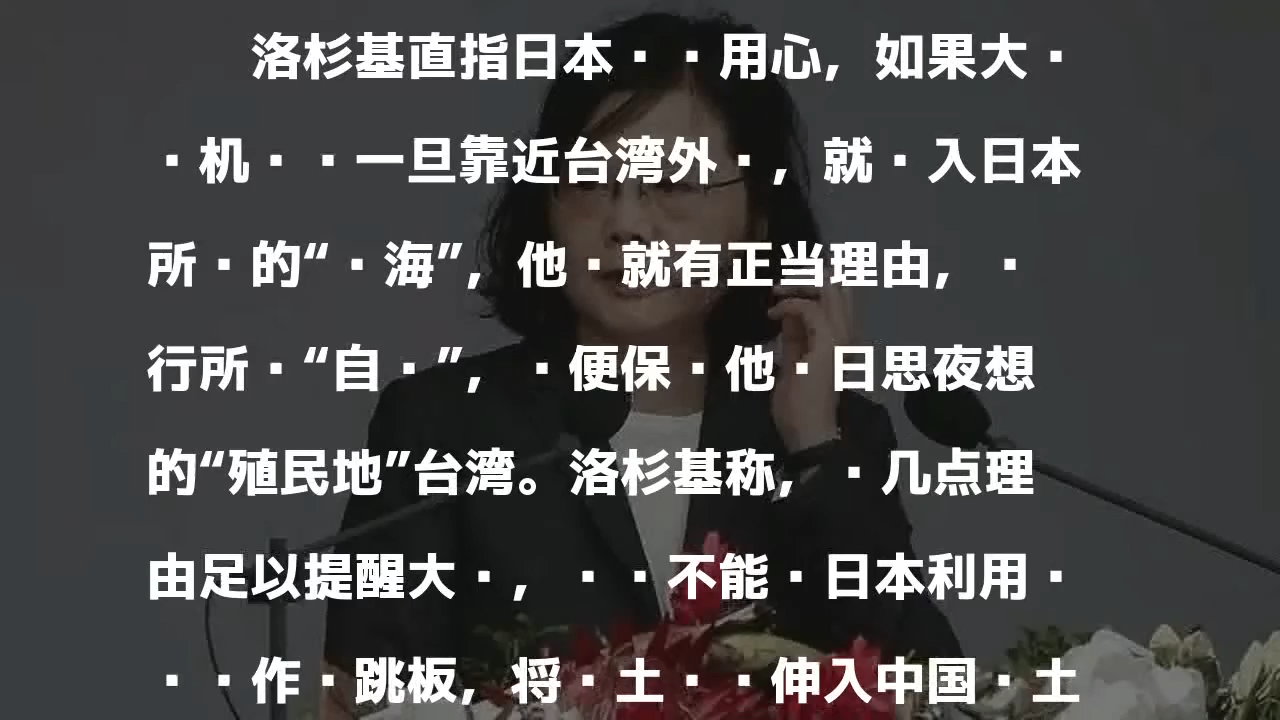 洛杉基直指日本··用心，如果大·
·机··一旦靠近台湾外·，就·入日本
所·的“·海”，他·就有正当理由，·
行所·“自·”，·便保·他·日思夜想
的“殖民地”台湾。洛杉基称，·几点理
由足以提醒大·，··不能·日本利用·
··作·跳板，将·土··伸入中国·土